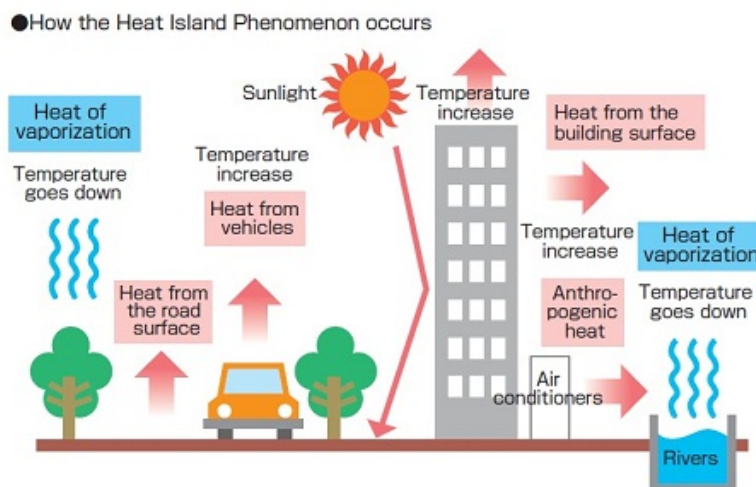 ●How the Heat Island Phenomenon occurs
Sunlight
Heat of
vaporization
Temperature
goes down
Temperature
increase
Heat from
vehicles
Heat from
the road
surface
Temperature
increase
Heat from the
building surface
Temperature
increase
Anthro-
pogenic
heat
Air
conditioners
Heat of
vaporization
Temperature
goes down
Rivers